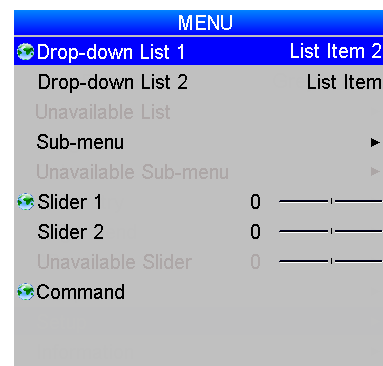 MENU
Drop-down List 1 List Item 2
Drop-down List 2 List Item
Unavailable List
Sub-menu
Unavailable Sub-menu
Slider 1 0
Slider 2 0
Unavailable Slider 0
Command